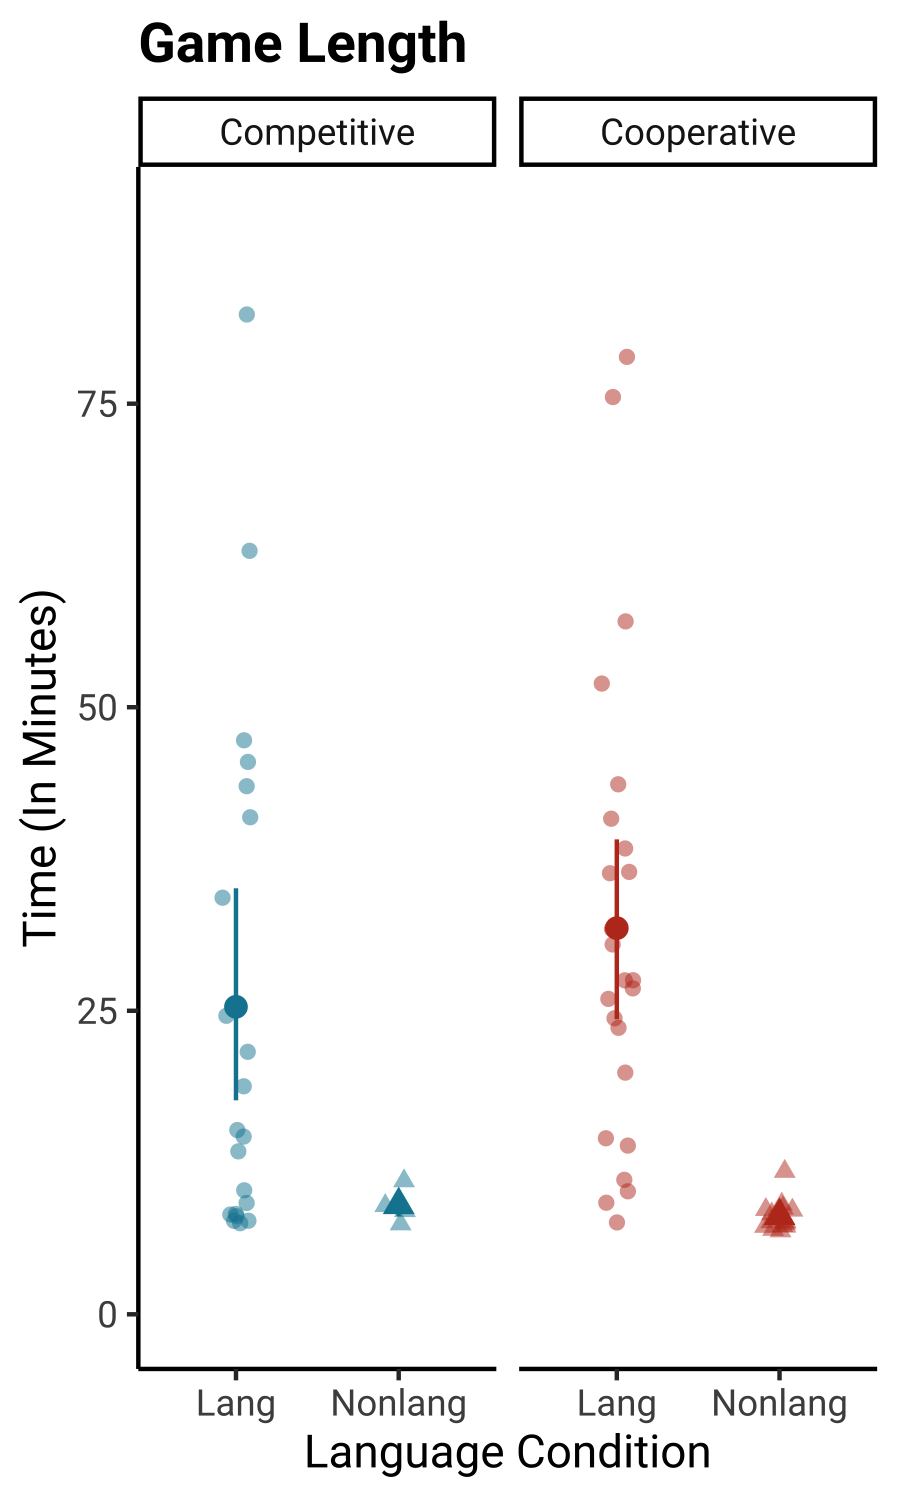 Game Length
Competitive
Cooperative
Time (In Minutes)
75
50
25
0
Lang
Nonlang
Lang
Nonlang
Language Condition